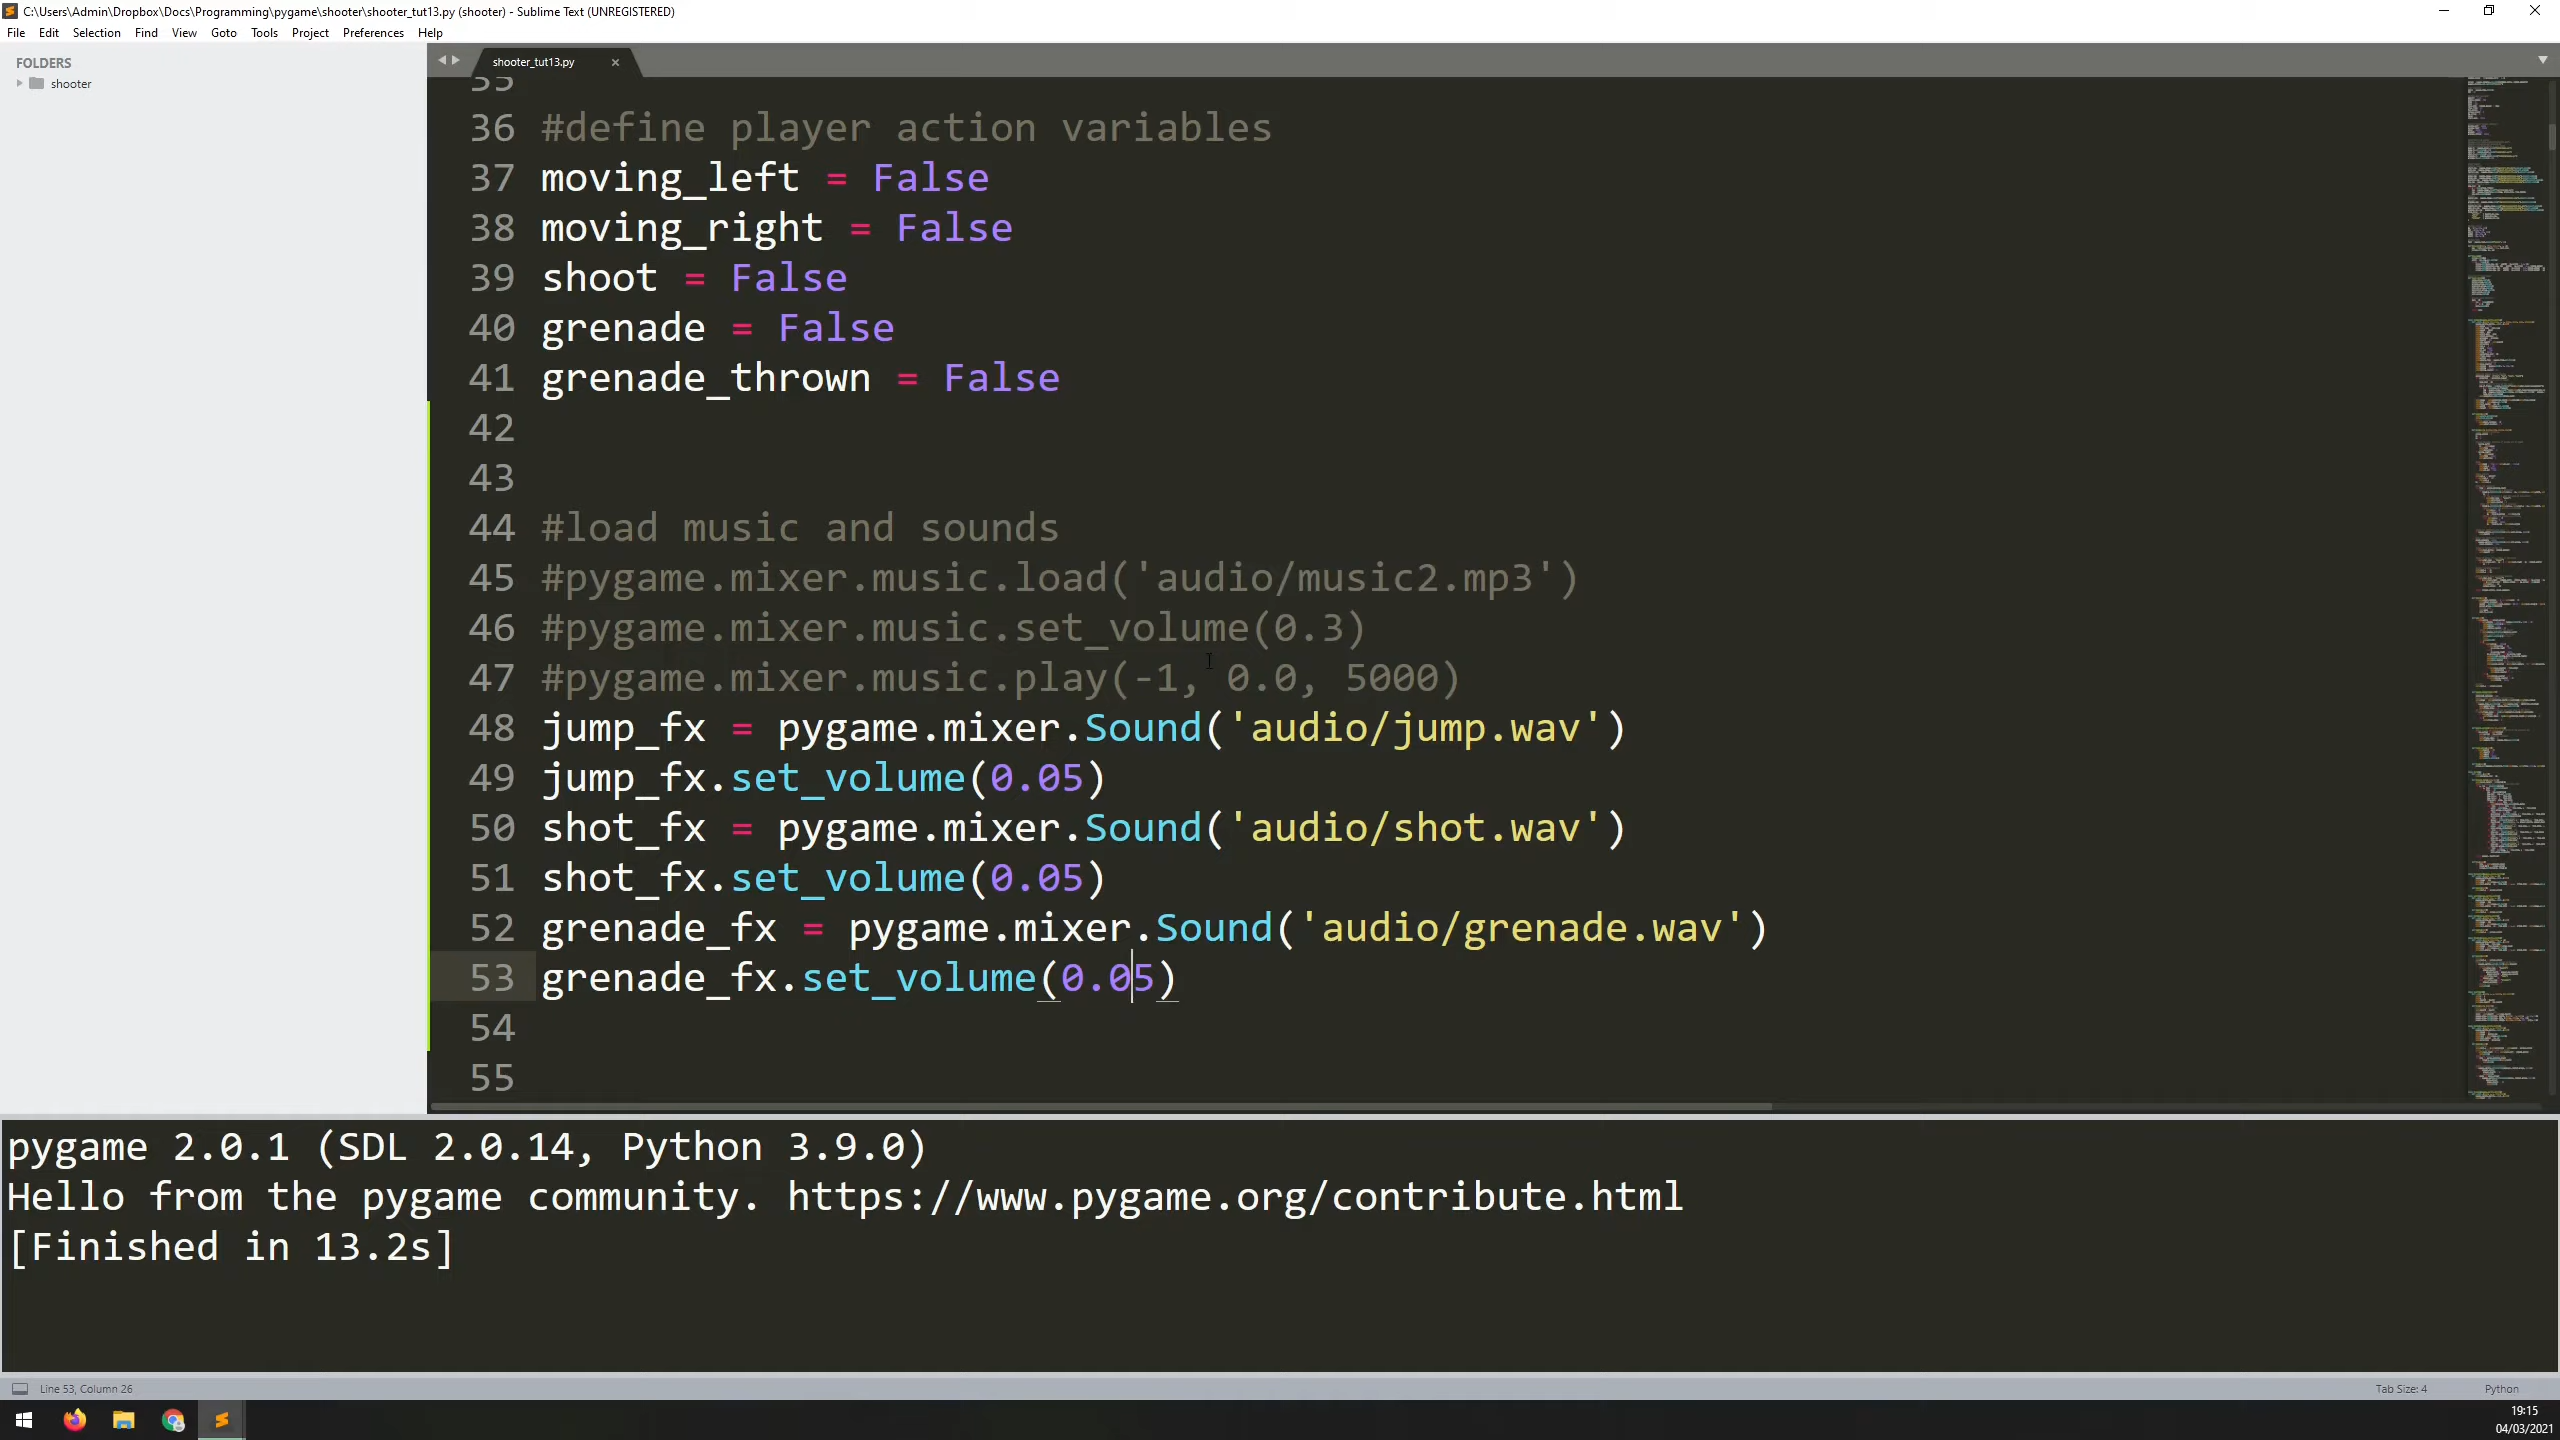 C:\Users\Admin\Dropbox\Docs\Programming\pygame\shooter\shooter_tut13.py (shooter) - Sublime Text (UNREGISTERED)
File Edit Selection Find View Goto Tools Project Preferences Help
FOLDERS
shooter
shooter_tut13.py
35
36 #define player action variables
37 moving_left = False
38 moving_right = False
39 shoot = False
40 grenade = False
41 grenade_thrown = False
42
43
44 #load music and sounds
45 #pygame.mixer.music.load('audio/music2.mp3')
46 #pygame.mixer.music.set_volume(0.3)
47 #pygame.mixer.music.play(-1, 0.0, 5000)
48 jump_fx = pygame.mixer.Sound('audio/jump.wav')
49 jump_fx.set_volume(0.05)
50 shot_fx = pygame.mixer.Sound('audio/shot.wav')
51 shot_fx.set_volume(0.05)
52 grenade_fx = pygame.mixer.Sound('audio/grenade.wav')
53 grenade_fx.set_volume(0.05)
54
55
pygame 2.0.1 (SDL 2.0.14, Python 3.9.0)
Hello from the pygame community. https://www.pygame.org/contribute.html
[Finished in 13.2s]
Line 53, Column 26
Tab Size: 4
Python
19:15
04/03/2021